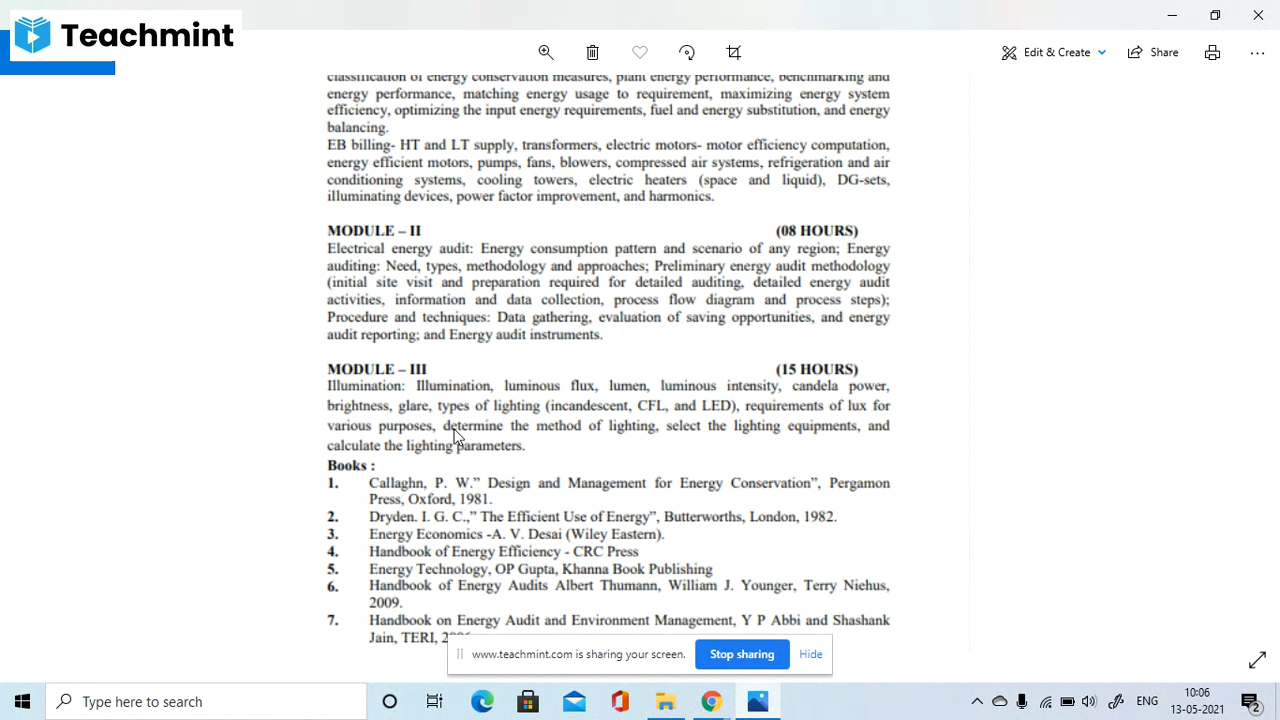 Teachmint
Edit & Create
Share
classification of energy conservation measures, plant energy performance, benchmarking and
energy performance, matching energy usage to requirement, maximizing energy system
efficiency, optimizing the input energy requirements, fuel and energy substitution, and energy
balancing.
EB billing- HT and LT supply, transformers, electric motors- motor efficiency computation,
energy efficient motors, pumps, fans, blowers, compressed air systems, refrigeration and air
conditioning systems, cooling towers, electric heaters (space and liquid), DG-sets,
illuminating devices, power factor improvement, and harmonics.
MODULE – II (08 HOURS)
Electrical energy audit: Energy consumption pattern and scenario of any region; Energy
auditing: Need, types, methodology and approaches; Preliminary energy audit methodology
(initial site visit and preparation required for detailed auditing, detailed energy audit
activities, information and data collection, process flow diagram and process steps);
Procedure and techniques: Data gathering, evaluation of saving opportunities, and energy
audit reporting; and Energy audit instruments.
MODULE – III (15 HOURS)
Illumination: Illumination, luminous flux, lumen, luminous intensity, candela power,
brightness, glare, types of lighting (incandescent, CFL, and LED), requirements of lux for
various purposes, determine the method of lighting, select the lighting equipments, and
calculate the lighting parameters.
Books :
1. Callaghn, P. W.” Design and Management for Energy Conservation”, Pergamon
Press, Oxford, 1981.
2. Dryden. I. G. C.,” The Efficient Use of Energy”, Butterworths, London, 1982.
3. Energy Economics -A. V. Desai (Wiley Eastern).
4. Handbook of Energy Efficiency - CRC Press
5. Energy Technology, OP Gupta, Khanna Book Publishing
6. Handbook of Energy Audits Albert Thumann, William J. Younger, Terry Niehus,
2009.
7. Handbook on Energy Audit and Environment Management, Y P Abbi and Shashank
Jain, TERI,
www.teachmint.com is sharing your screen. Stop sharing Hide
Type here to search
ENG
10:06
13-05-2021
2